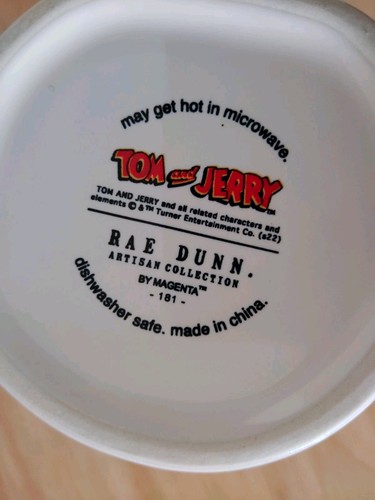 may get hot in microwave.
TOM and JERRY™
TOM AND JERRY and all related characters and
elements © & ™ Turner Entertainment Co. (s22)
RAE DUNN.
ARTISAN COLLECTION
BY MAGENTA™
- 181 -
dishwasher safe. made in china.